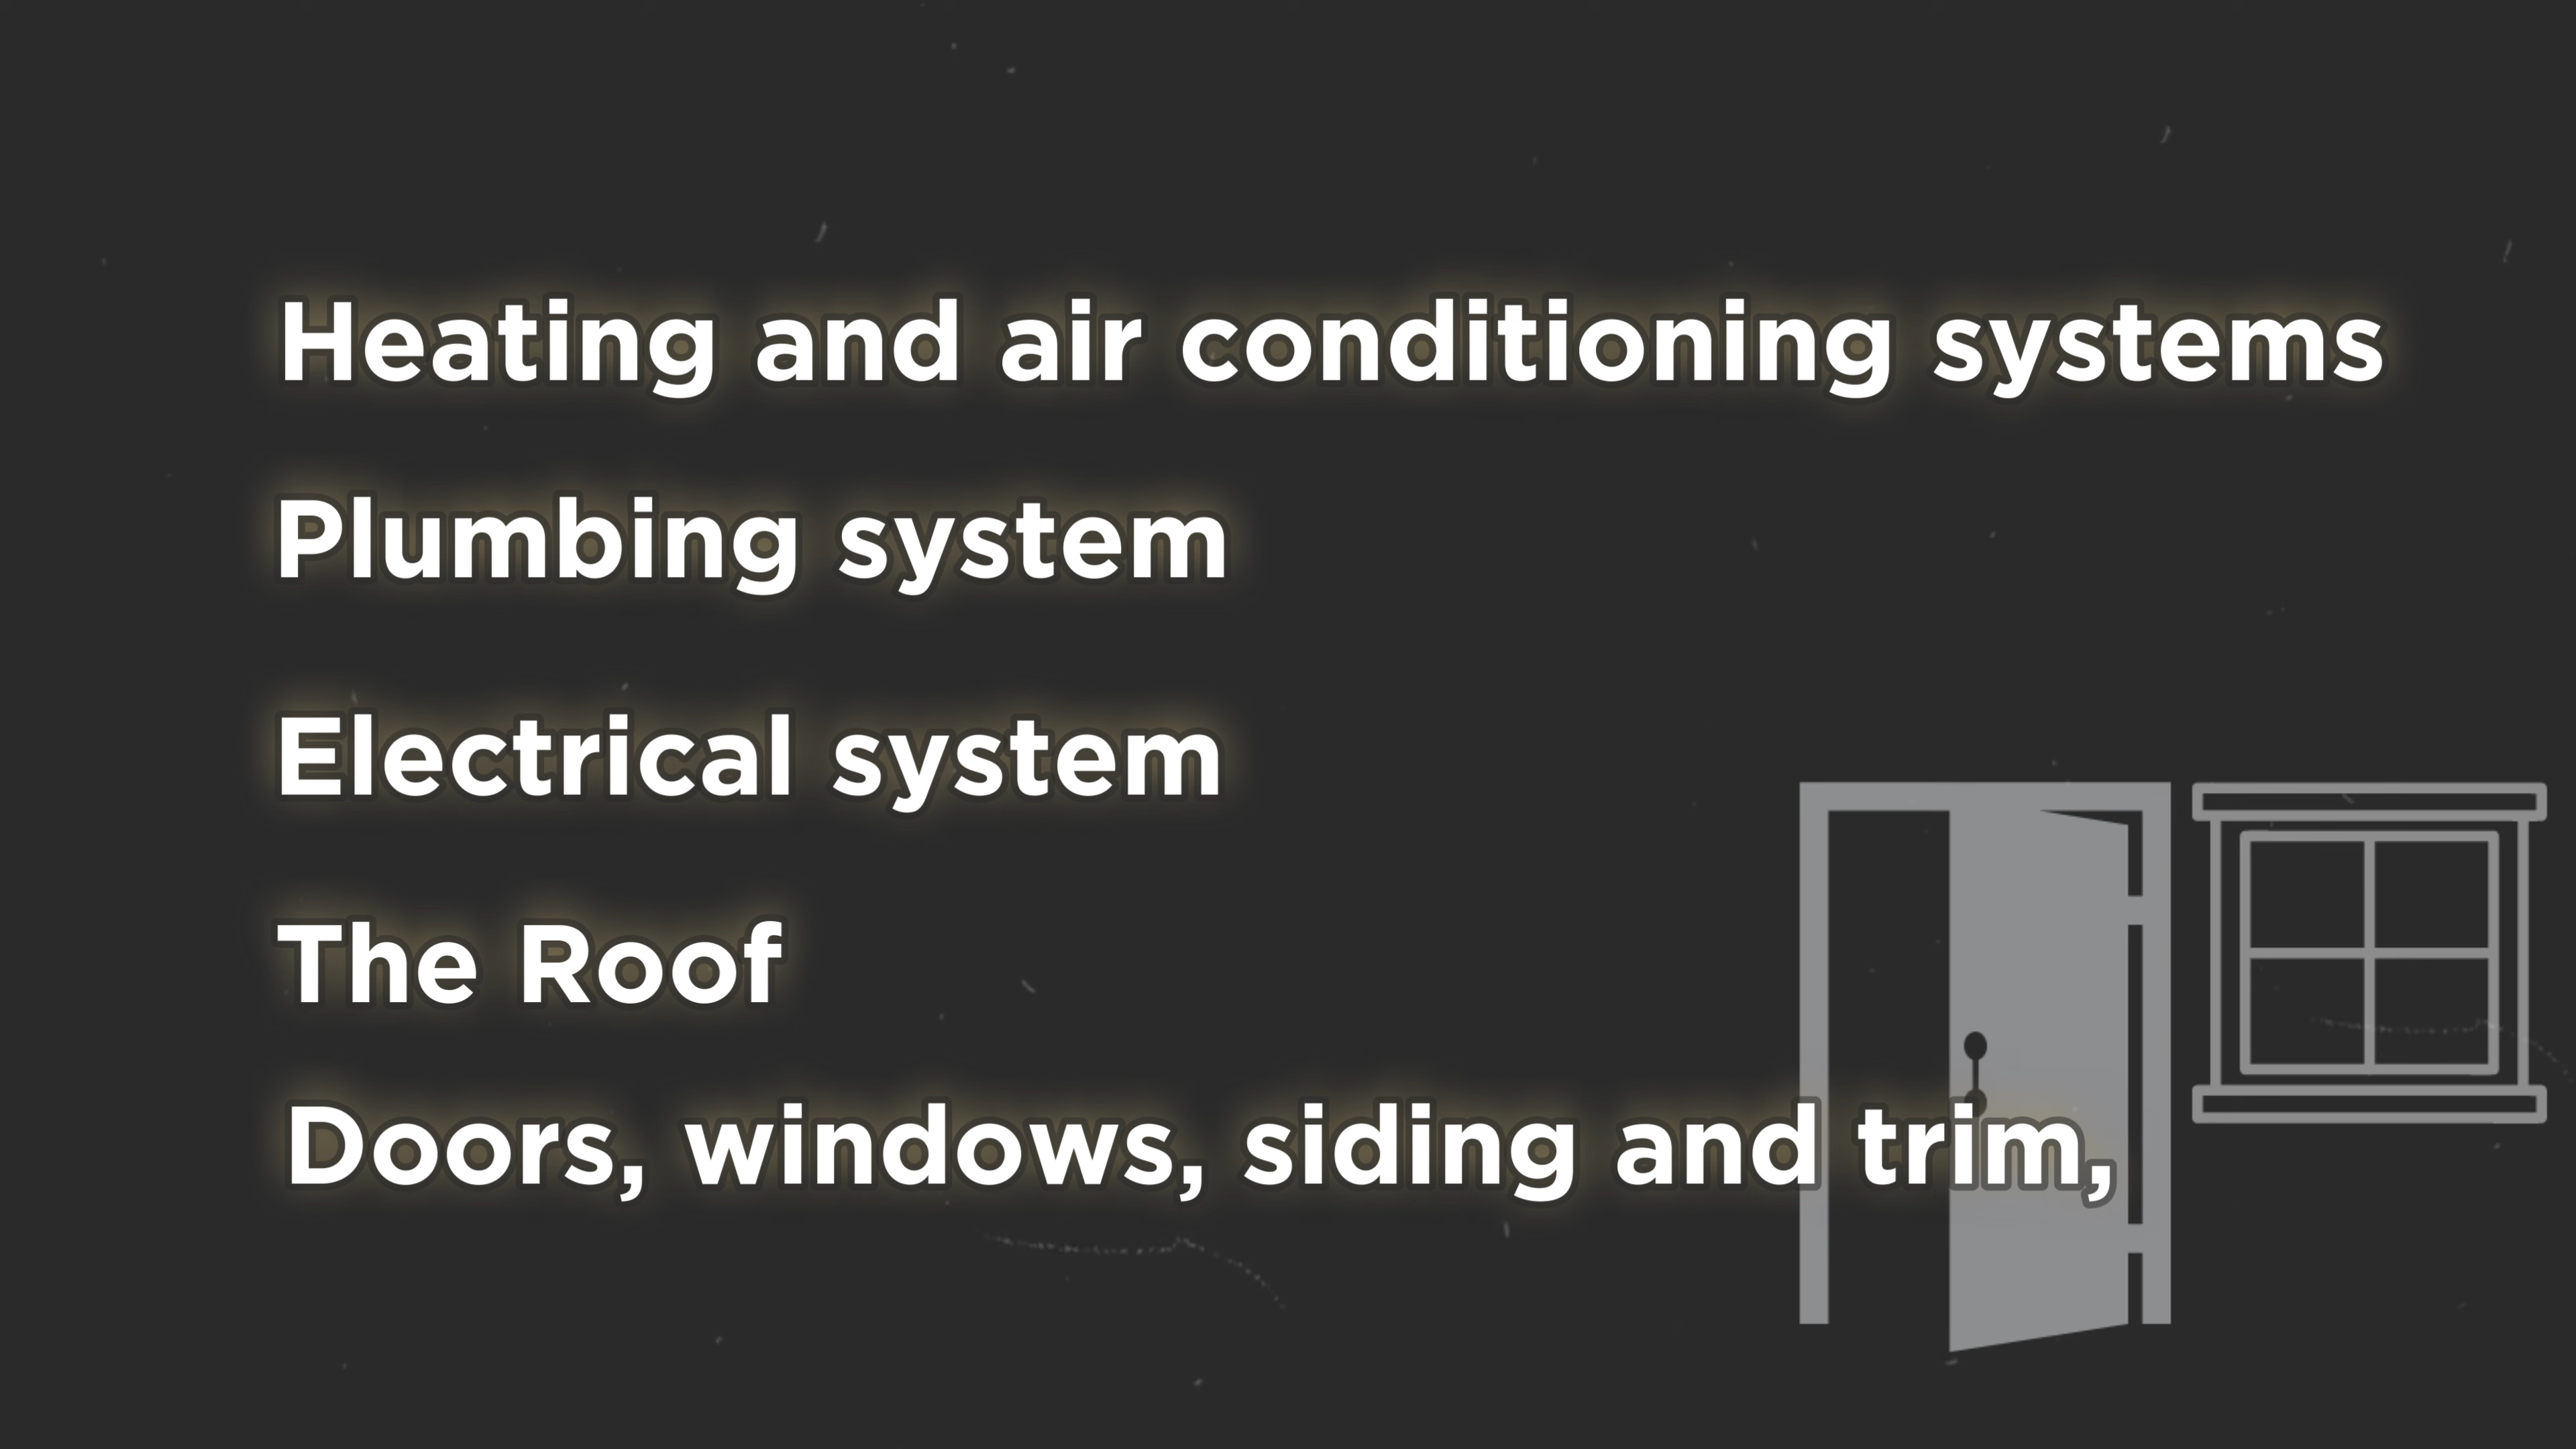 Heating and air conditioning systems
Plumbing system
Electrical system
The Roof
Doors, windows, siding and trim,